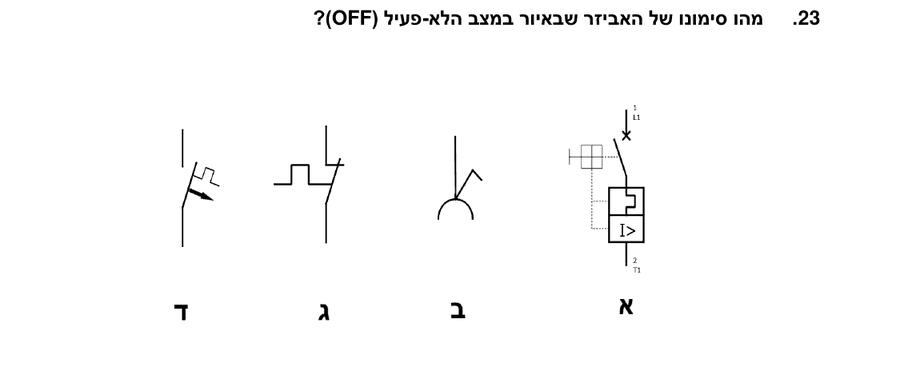 23. מהו סימונו של האביזר שבאיור במצב הלא-פעיל (OFF)?
1
L1
I>
2
T1
א ב ג ד